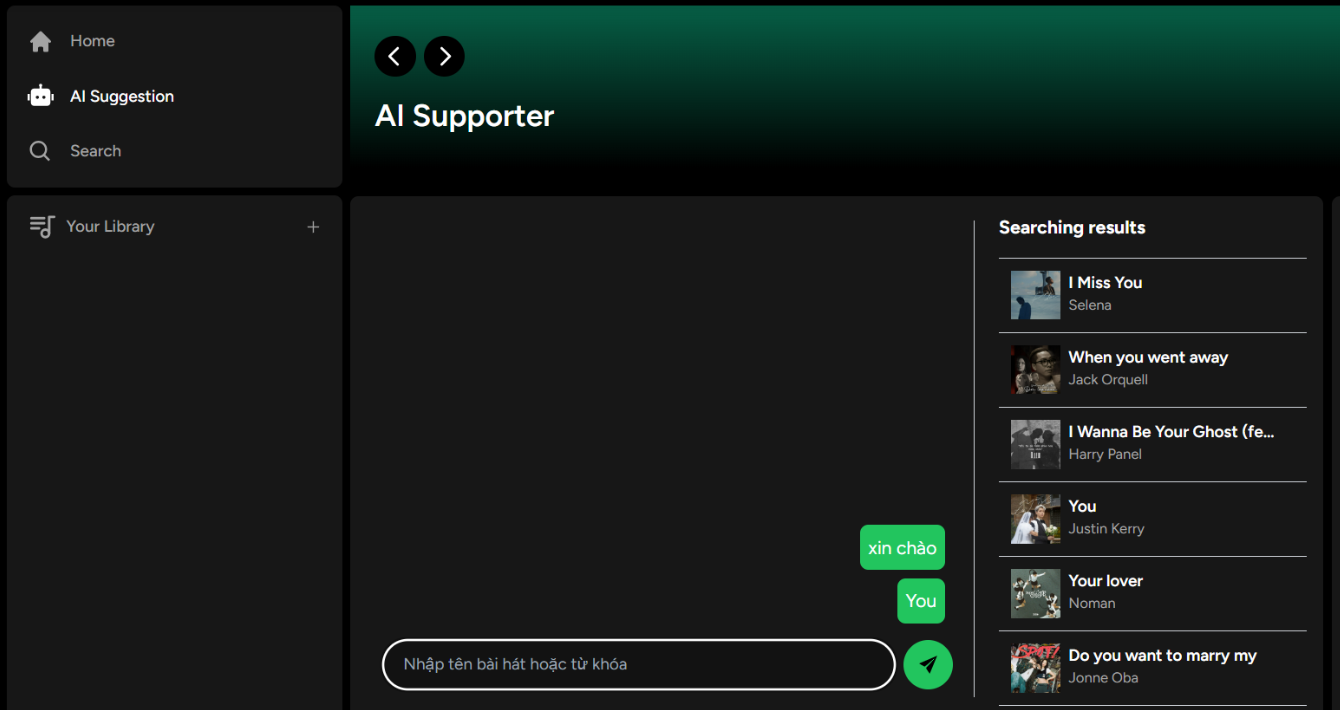 Home
AI Suggestion
Search
Your Library
AI Supporter
xin chào
You
Nhập tên bài hát hoặc từ khóa
Searching results
I Miss You
Selena
When you went away
Jack Orquell
I Wanna Be Your Ghost (fe...
Harry Panel
You
Justin Kerry
Your lover
Noman
Do you want to marry my
Jonne Oba